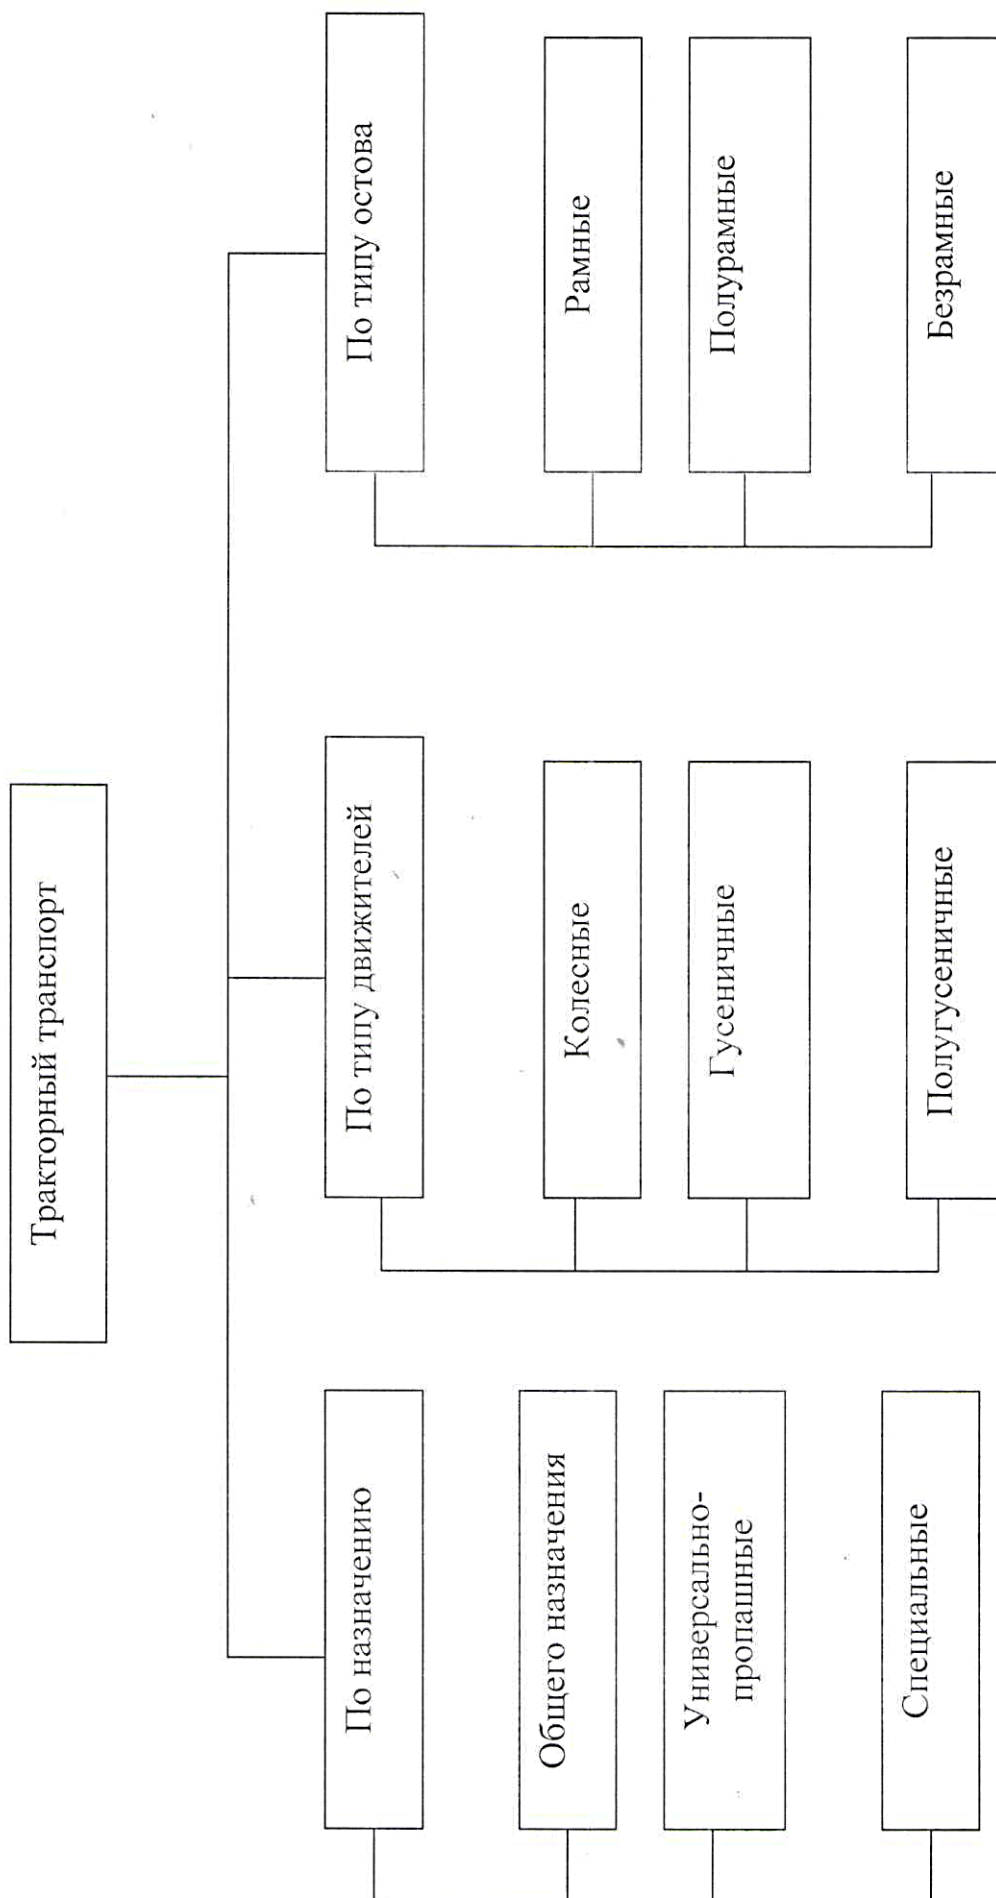 Тракторный транспорт
По назначению
Общего назначения
Универсально-
пропашные
Специальные
По типу движителей
Колесные
Гусеничные
Полугусеничные
По типу остова
Рамные
Полурамные
Безрамные